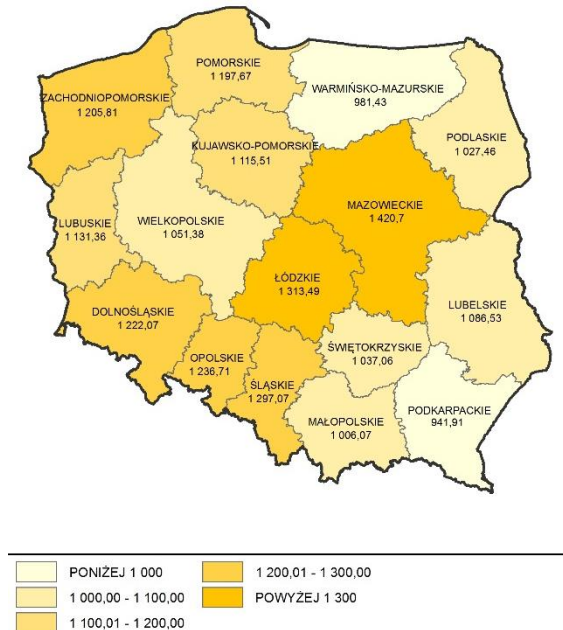 POMORSKIE
1 197,67
WARMIŃSKO-MAZURSKIE
981,43
ZACHODNIOPOMORSKIE
1 205,81
PODLASKIE
1 027,46
KUJAWSKO-POMORSKIE
1 115,51
MAZOWIECKIE
1 420,7
LUBUSKIE
1 131,36
WIELKOPOLSKIE
1 051,38
ŁÓDZKIE
1 313,49
LUBELSKIE
1 086,53
DOLNOŚLĄSKIE
1 222,07
OPOLSKIE
1 236,71
ŚLĄSKIE
1 297,07
ŚWIĘTOKRZYSKIE
1 037,06
MAŁOPOLSKIE
1 006,07
PODKARPACKIE
941,91
PONIŻEJ 1 000
1 000,00 - 1 100,00
1 100,01 - 1 200,00
1 200,01 - 1 300,00
POWYŻEJ 1 300